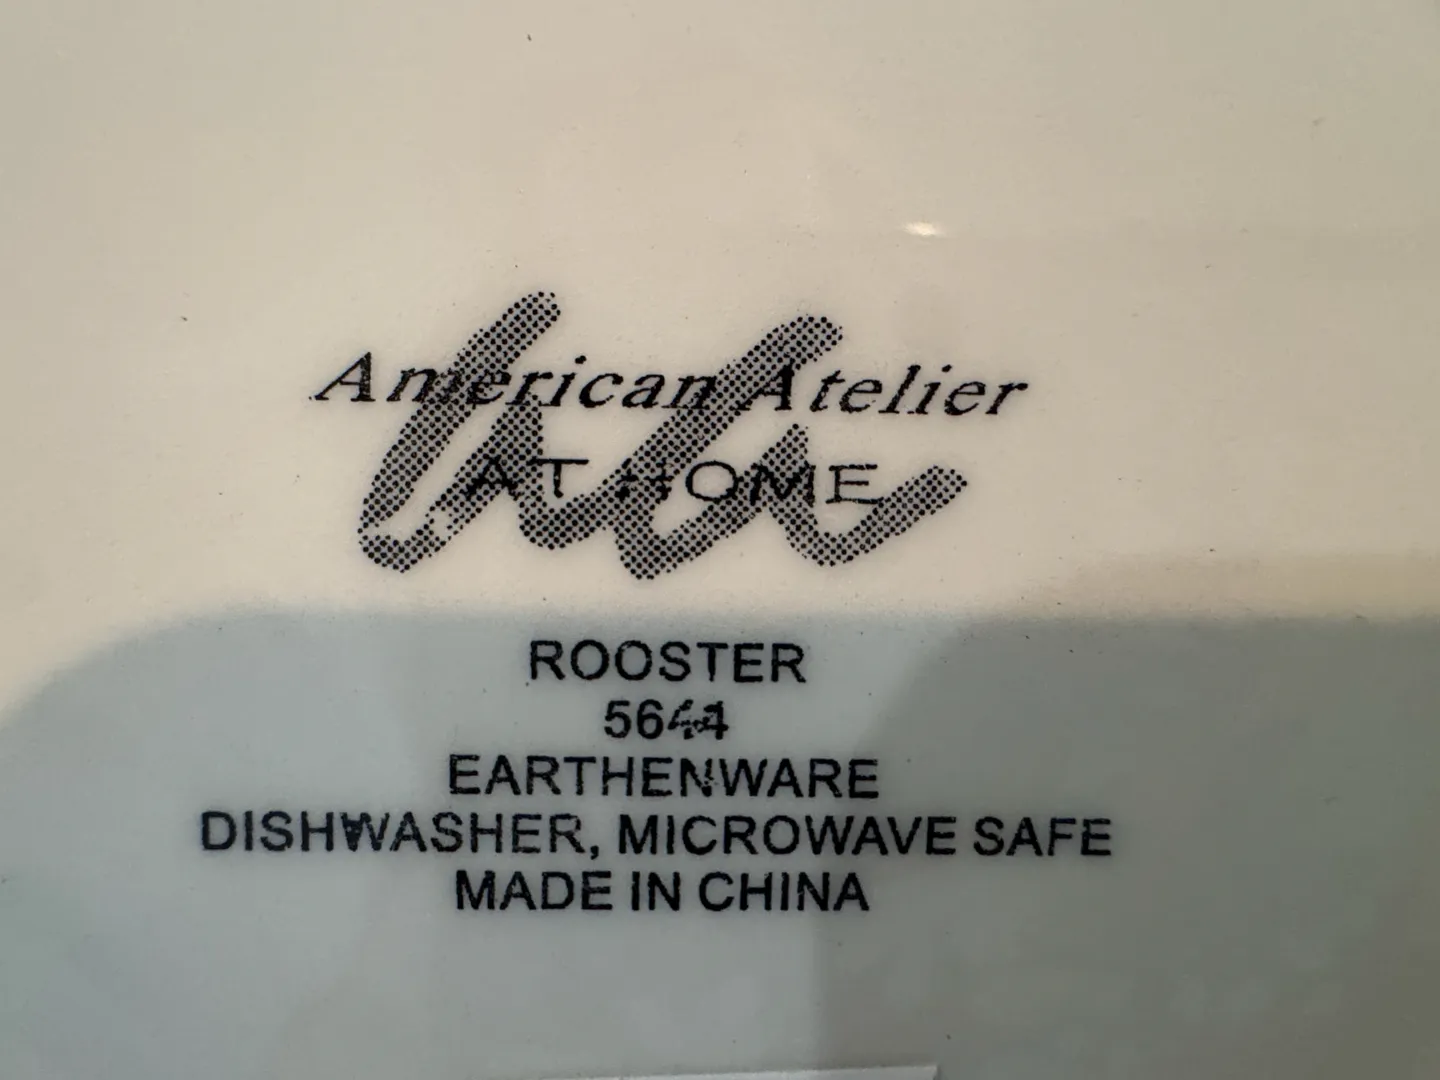 American Atelier
AT HOME
ROOSTER
5644
EARTHENWARE
DISHWASHER, MICROWAVE SAFE
MADE IN CHINA